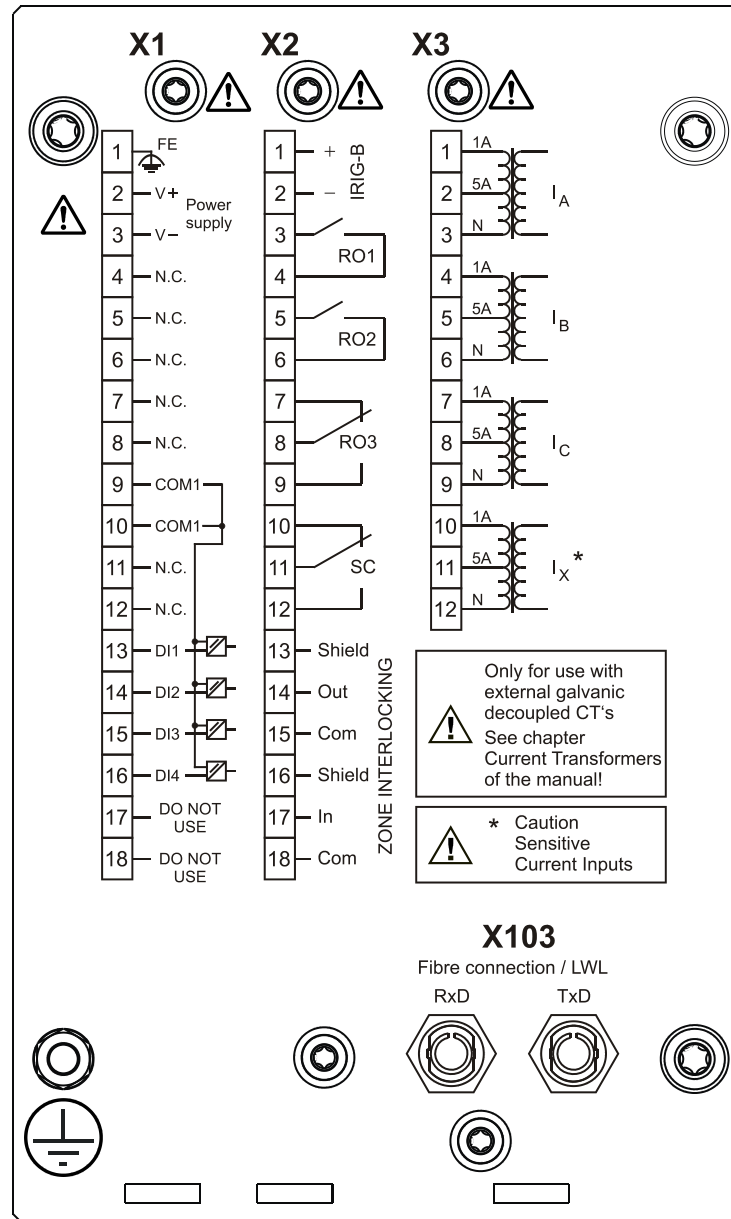 X1
X2
X3
1 FE
2 V+
Power
supply
3 V−
4 N.C.
5 N.C.
6 N.C.
7 N.C.
8 N.C.
9 COM1
10 COM1
11 N.C.
12 N.C.
13 DI1
14 DI2
15 DI3
16 DI4
17 DO NOT
USE
18 DO NOT
USE
1 +
2 −
IRIG-B
3
4
RO1
5
6
RO2
7
8
9
RO3
10
11
12
SC
13 Shield
14 Out
15 Com
16 Shield
17 In
18 Com
ZONE INTERLOCKING
1 1A
2 5A
3 N
IA
4 1A
5 5A
6 N
IB
7 1A
8 5A
9 N
IC
10 1A
11 5A
12 N
IX*
Only for use with
external galvanic
decoupled CT‘s
See chapter
Current Transformers
of the manual!
* Caution
Sensitive
Current Inputs
X103
Fibre connection / LWL
RxD
TxD